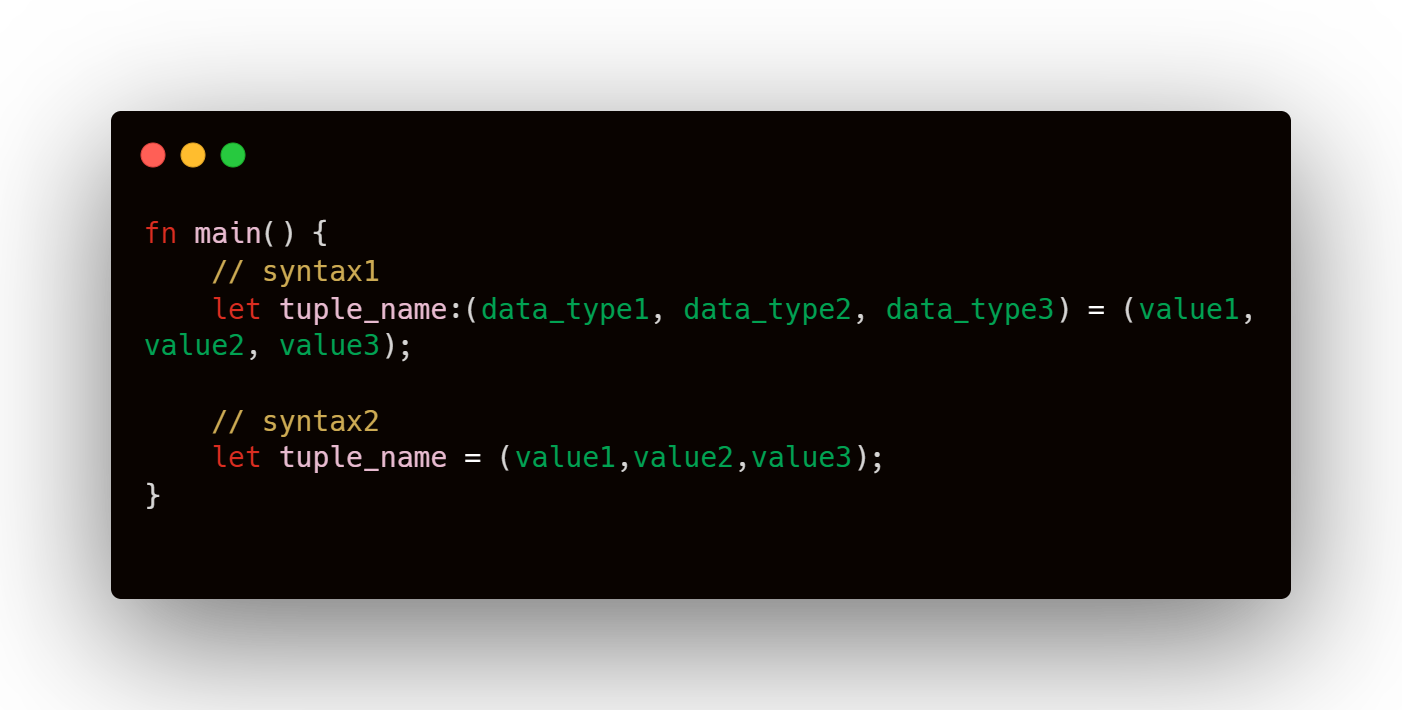 fn main() {
    // syntax1
    let tuple_name:(data_type1, data_type2, data_type3) = (value1,
value2, value3);

    // syntax2
    let tuple_name = (value1,value2,value3);
}